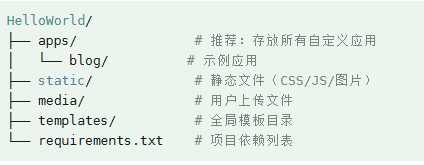 HelloWorld/
├── apps/                # 推荐：存放所有自定义应用
│   └── blog/          # 示例应用
├── static/             # 静态文件（CSS/JS/图片）
├── media/              # 用户上传文件
├── templates/          # 全局模板目录
└── requirements.txt    # 项目依赖列表